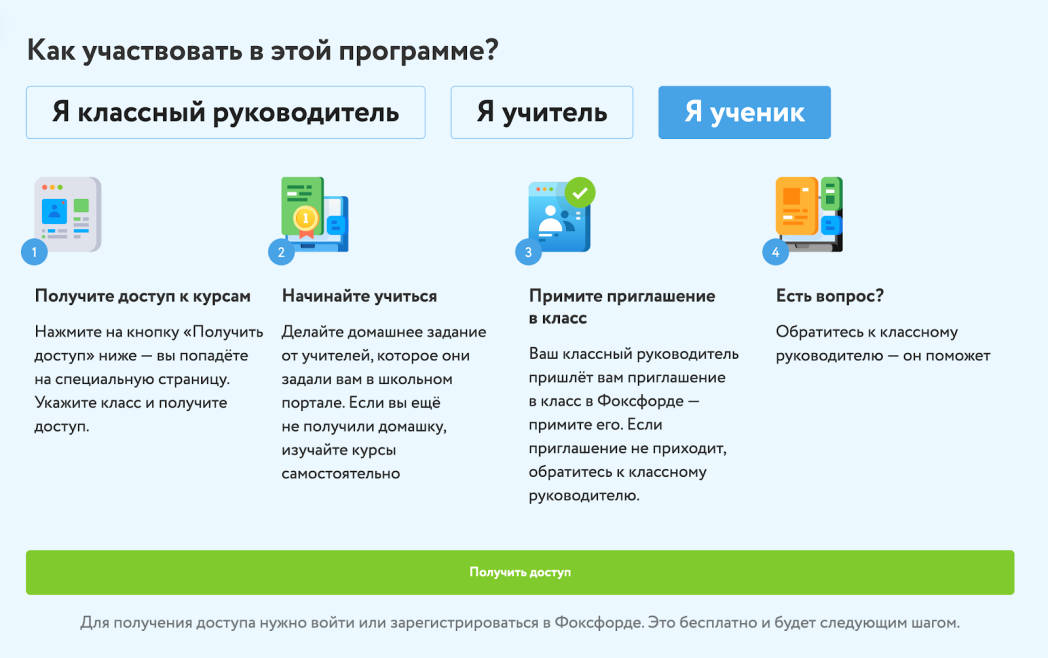 Как участвовать в этой программе?
Я классный руководитель
Я учитель
Я ученик
1
Получите доступ к курсам
Нажмите на кнопку «Получить
доступ» ниже — вы попадёте
на специальную страницу.
Укажите класс и получите
доступ.
1
2
Начинайте учиться
Делайте домашнее задание
от учителей, которое они
задали вам в школьном
портале. Если вы ещё
не получили домашку,
изучайте курсы
самостоятельно
3
Примите приглашение
в класс
Ваш классный руководитель
пришлёт вам приглашение
в класс в Фоксфорде —
примите его. Если
приглашение не приходит,
обратитесь к классному
руководителю.
4
Есть вопрос?
Обратитесь к классному
руководителю — он поможет
Получить доступ
Для получения доступа нужно войти или зарегистрироваться в Фоксфорде. Это бесплатно и будет следующим шагом.